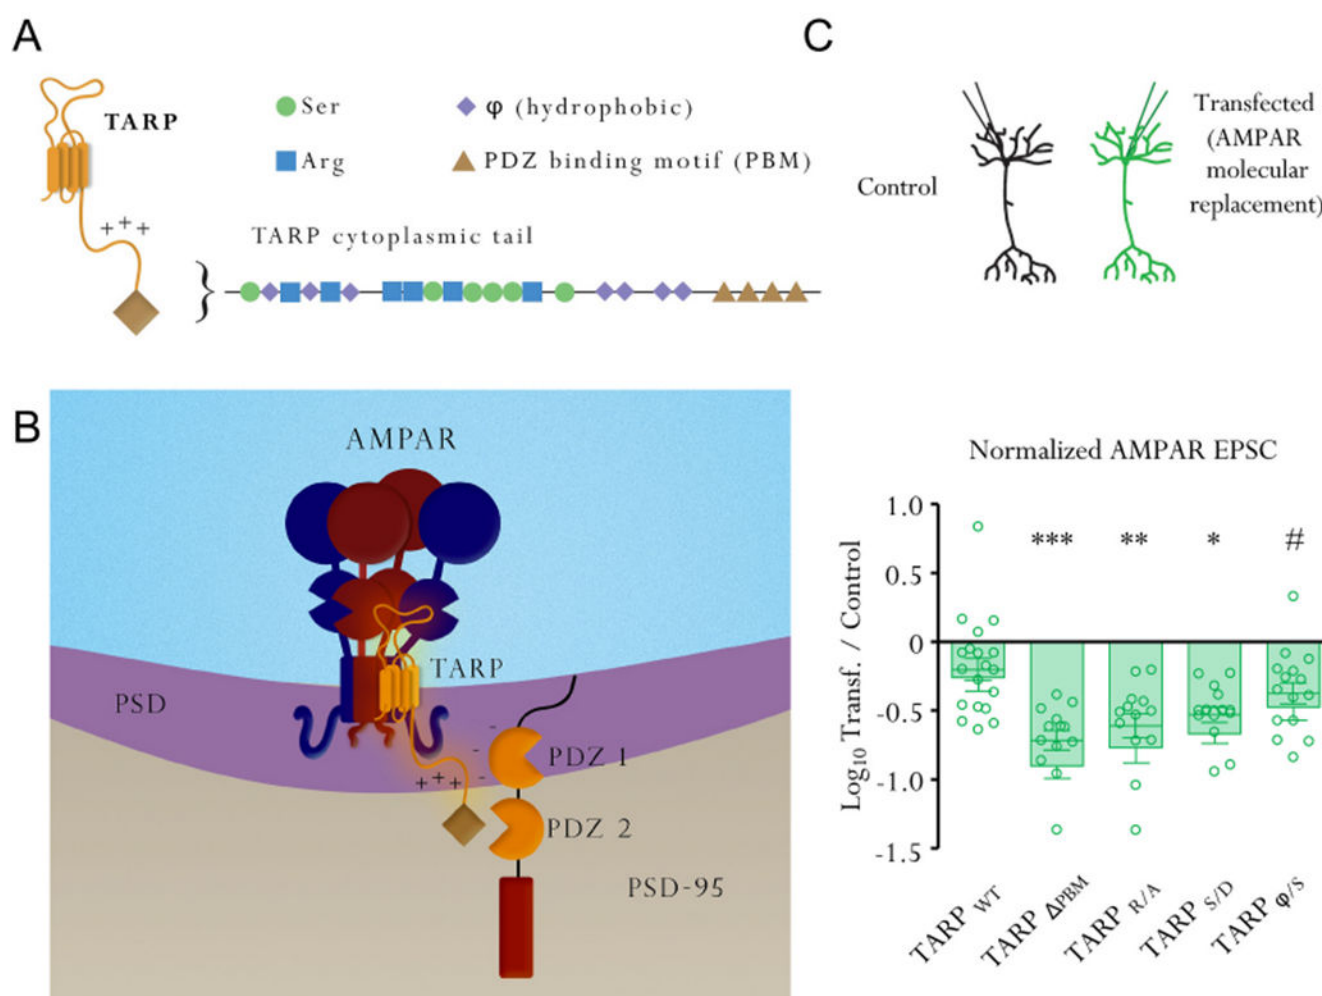 A
TARP
Ser
φ (hydrophobic)
Arg
PDZ binding motif (PBM)
+++
TARP cytoplasmic tail
}
B
AMPAR
TARP
PSD
- - -
+++
PDZ 1
PDZ 2
PSD-95
C
Control
Transfected
(AMPAR
molecular
replacement)
Normalized AMPAR EPSC
Log10 Transf. / Control
1.0
0.5
0
-0.5
-1.0
-1.5
***
**
*
#
TARP WT
TARP ΔPBM
TARP R/A
TARP S/D
TARP φ/S